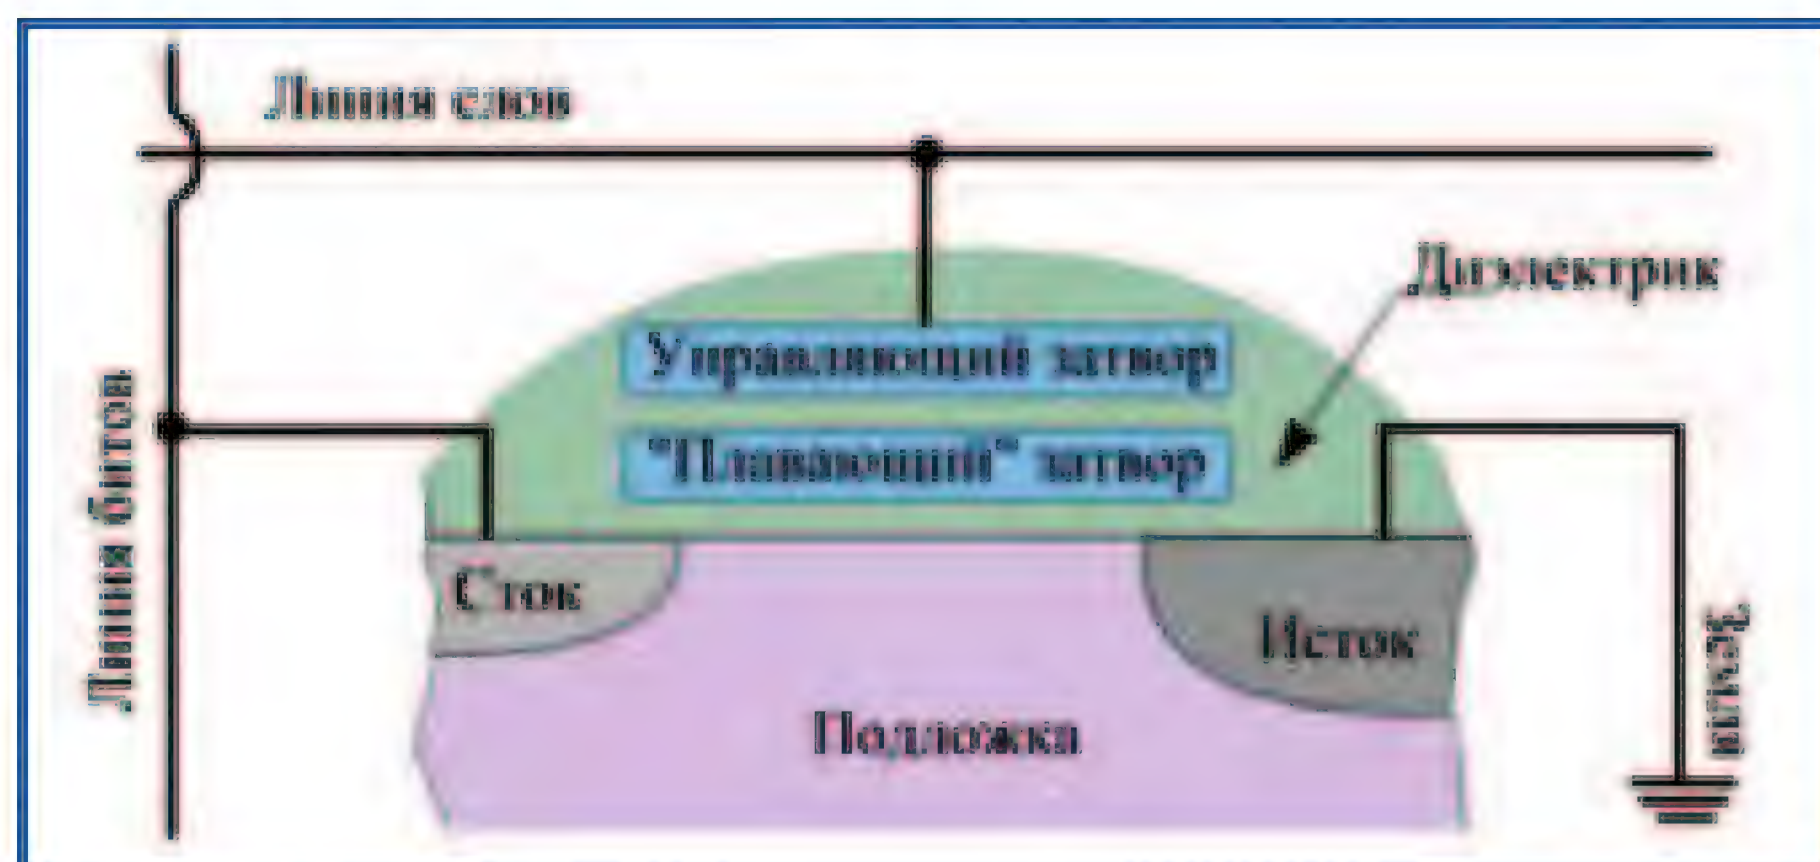 Линия слов
Диэлектрик
Управляющий затвор
"Плавающий" затвор
Линия битов
Сток
Исток
Земля
Подложка